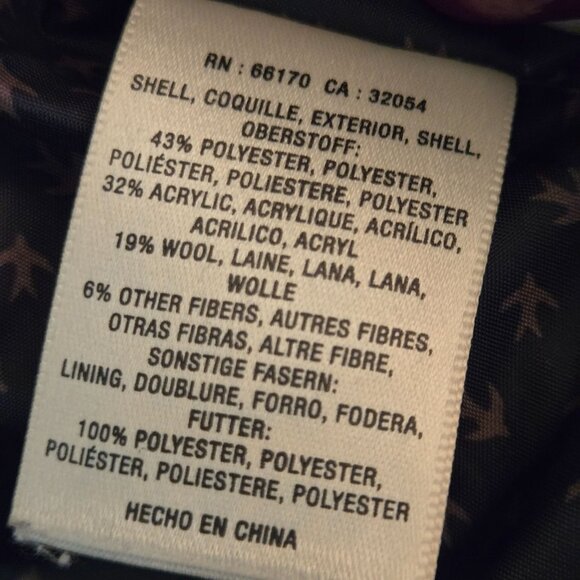 RN : 66170 CA : 32054
SHELL, COQUILLE, EXTERIOR, SHELL,
OBERSTOFF:
43% POLYESTER, POLYESTER,
POLIÉSTER, POLIESTERE, POLYESTER
32% ACRYLIC, ACRYLIQUE, ACRÍLICO,
ACRILICO, ACRYL
19% WOOL, LAINE, LANA, LANA,
WOLLE
6% OTHER FIBERS, AUTRES FIBRES,
OTRAS FIBRAS, ALTRE FIBRE,
SONSTIGE FASERN:
LINING, DOUBLURE, FORRO, FODERA,
FUTTER:
100% POLYESTER, POLYESTER,
POLIÉSTER, POLIESTERE, POLYESTER
HECHO EN CHINA